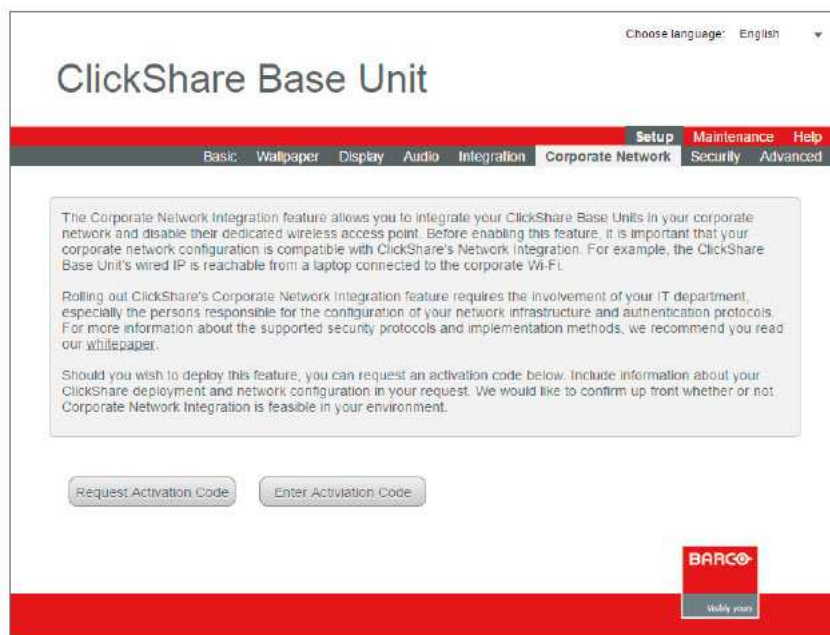 Choose language: English
ClickShare Base Unit
Setup Maintenance Help
Basic Wallpaper Display Audio Integration Corporate Network Security Advanced
The Corporate Network Integration feature allows you to integrate your ClickShare Base Units in your corporate
network and disable their dedicated wireless access point. Before enabling this feature, it is important that your
corporate network configuration is compatible with ClickShare's Network Integration. For example, the ClickShare
Base Unit's wired IP is reachable from a laptop connected to the corporate Wi-Fi.
Rolling out ClickShare's Corporate Network Integration feature requires the involvement of your IT department,
especially the persons responsible for the configuration of your network infrastructure and authentication protocols.
For more information about the supported security protocols and implementation methods, we recommend you read
our whitepaper.
Should you wish to deploy this feature, you can request an activation code below. Include information about your
ClickShare deployment and network configuration in your request. We would like to confirm up front whether or not
Corporate Network Integration is feasible in your environment.
Request Activation Code Enter Activiation Code
BARCO
Visibly yours